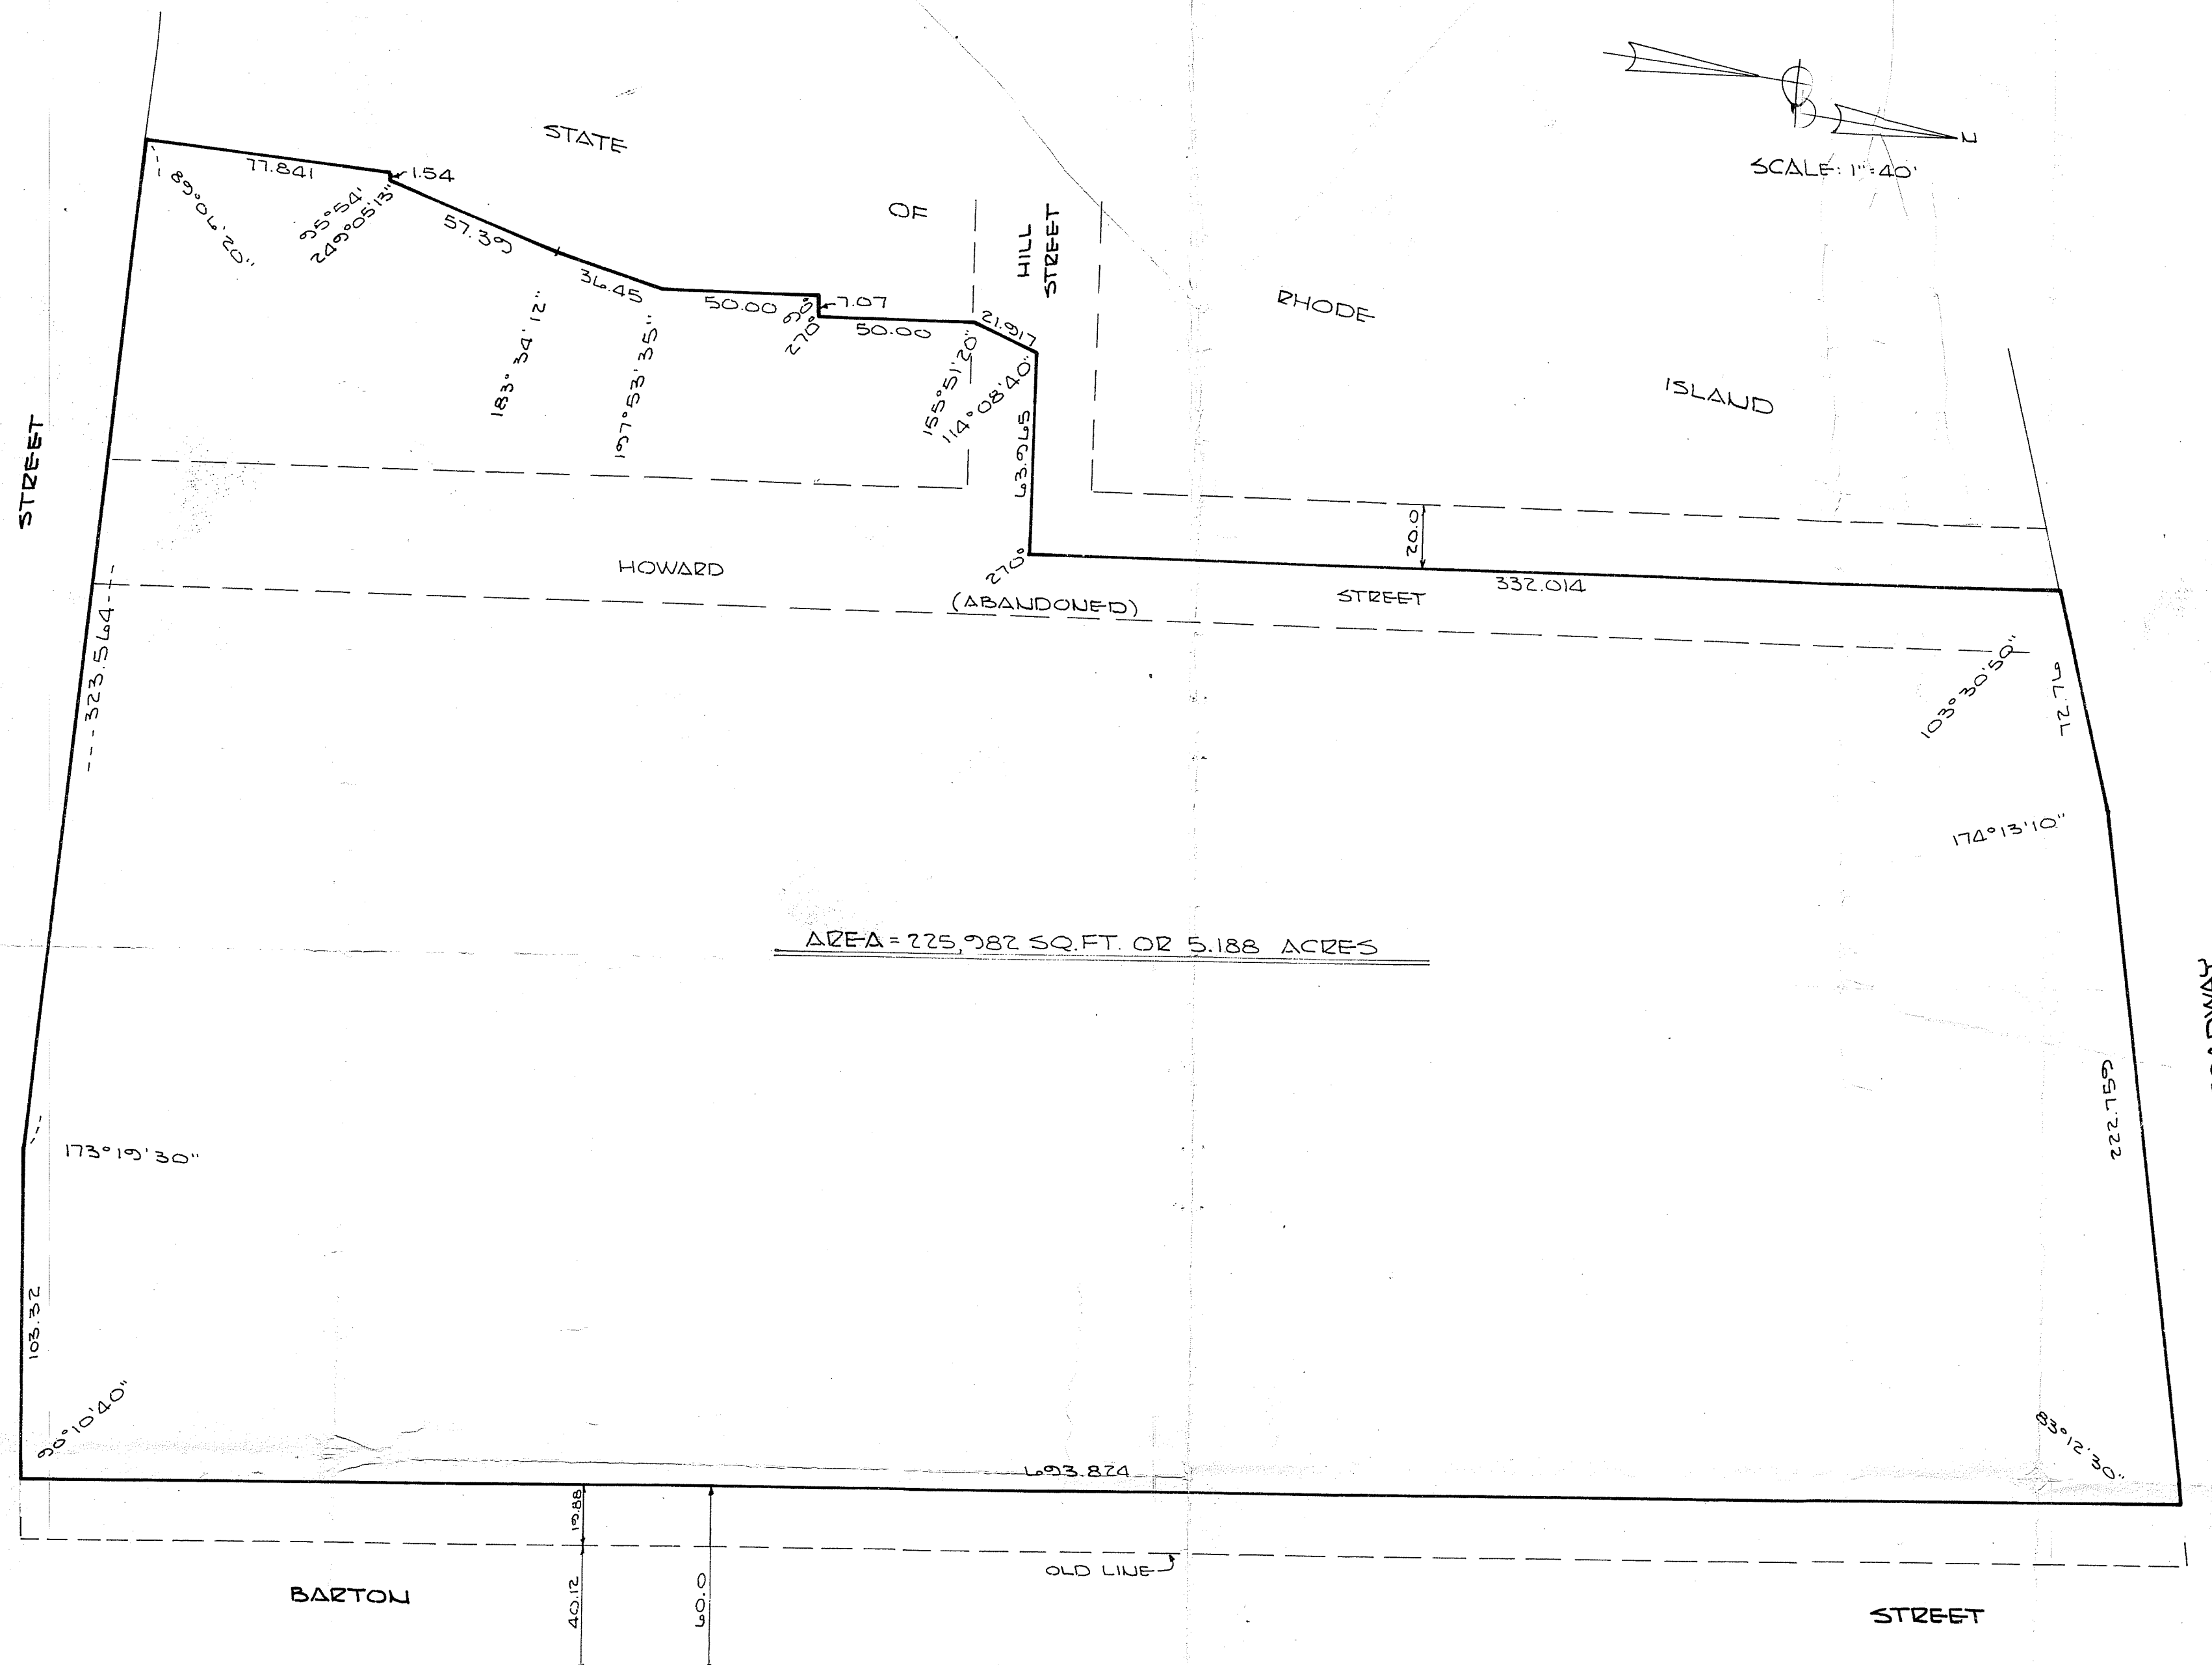 N
SCALE: 1"=40'
STATE
OF
RHODE
ISLAND
HILL
STREET
77.841
1.54
89°06'20"
95°54'
249°05'13"
57.39
36.45
183°34'12"
197°53'35"
50.00
7.07
90°
270°
50.00
21.917
155°51'20"
114°08'40"
63.965
270°
20.0
332.014
STREET
HOWARD
(ABANDONED)
STREET
323.564
103°30'50"
72.76
174°13'10"
AREA = 225,982 SQ.FT. OR 5.188 ACRES
222.759
173°19'30"
103.32
90°10'40"
83°12'30"
693.824
19.88
40.12
60.0
OLD LINE
BARTON
STREET